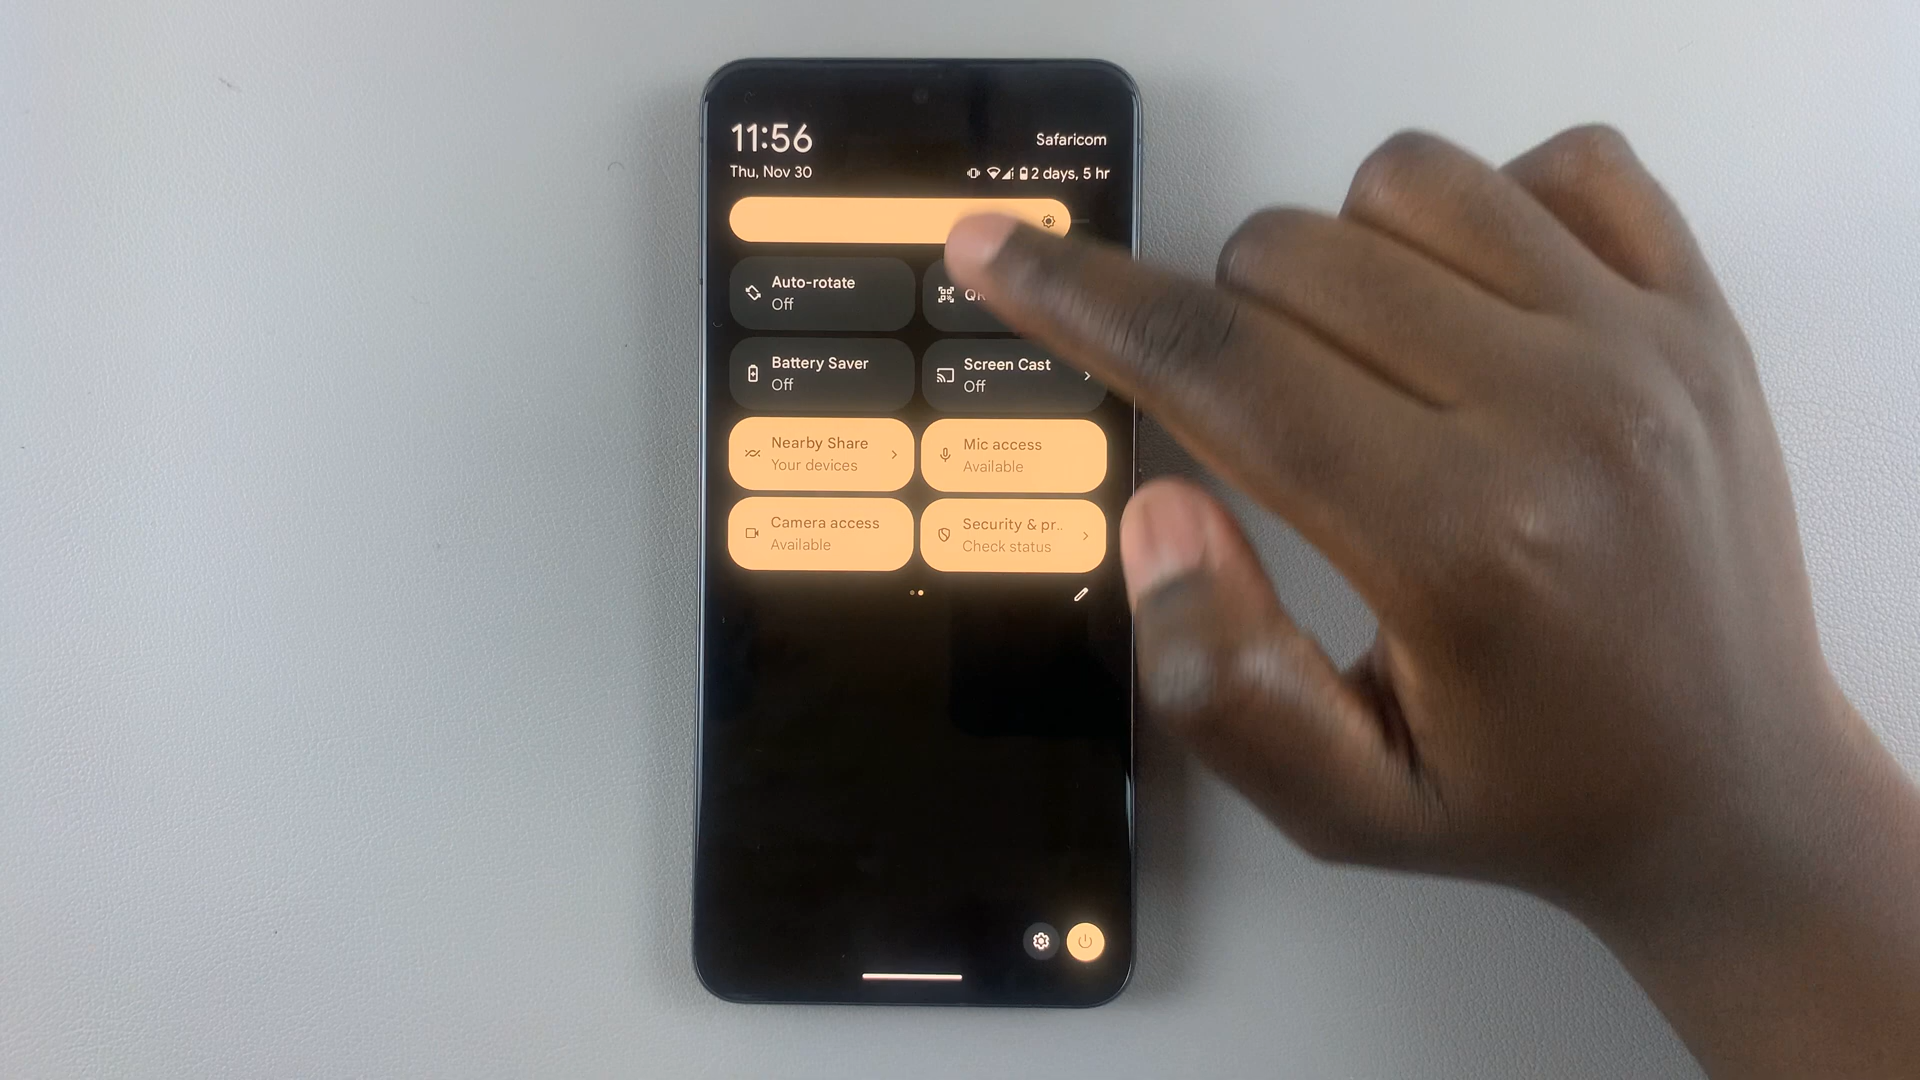 11:56
Safaricom
Thu, Nov 30
2 days, 5 hr
Auto-rotate
Off
Battery Saver
Off
Screen Cast
Off
Nearby Share
Your devices
Mic access
Available
Camera access
Available
Security & pr..
Check status